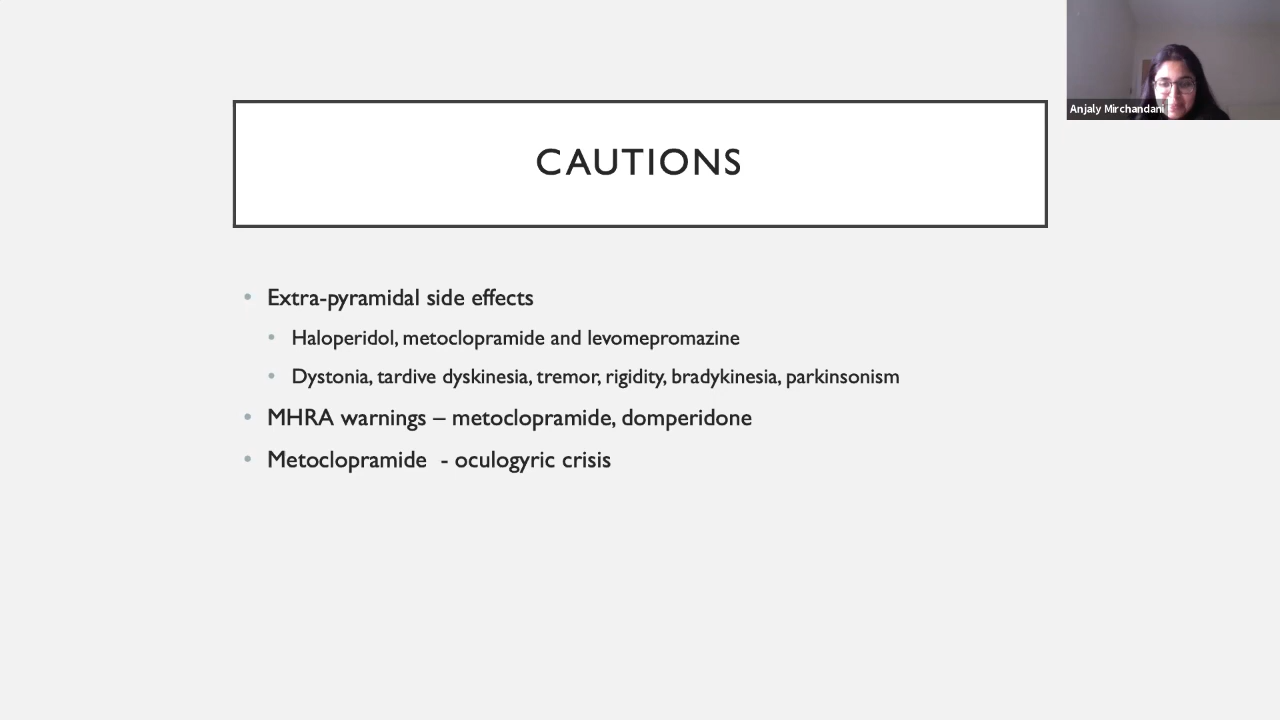 Anjaly Mirchandani
CAUTIONS
• Extra-pyramidal side effects
• Haloperidol, metoclopramide and levomepromazine
• Dystonia, tardive dyskinesia, tremor, rigidity, bradykinesia, parkinsonism
• MHRA warnings – metoclopramide, domperidone
• Metoclopramide - oculogyric crisis